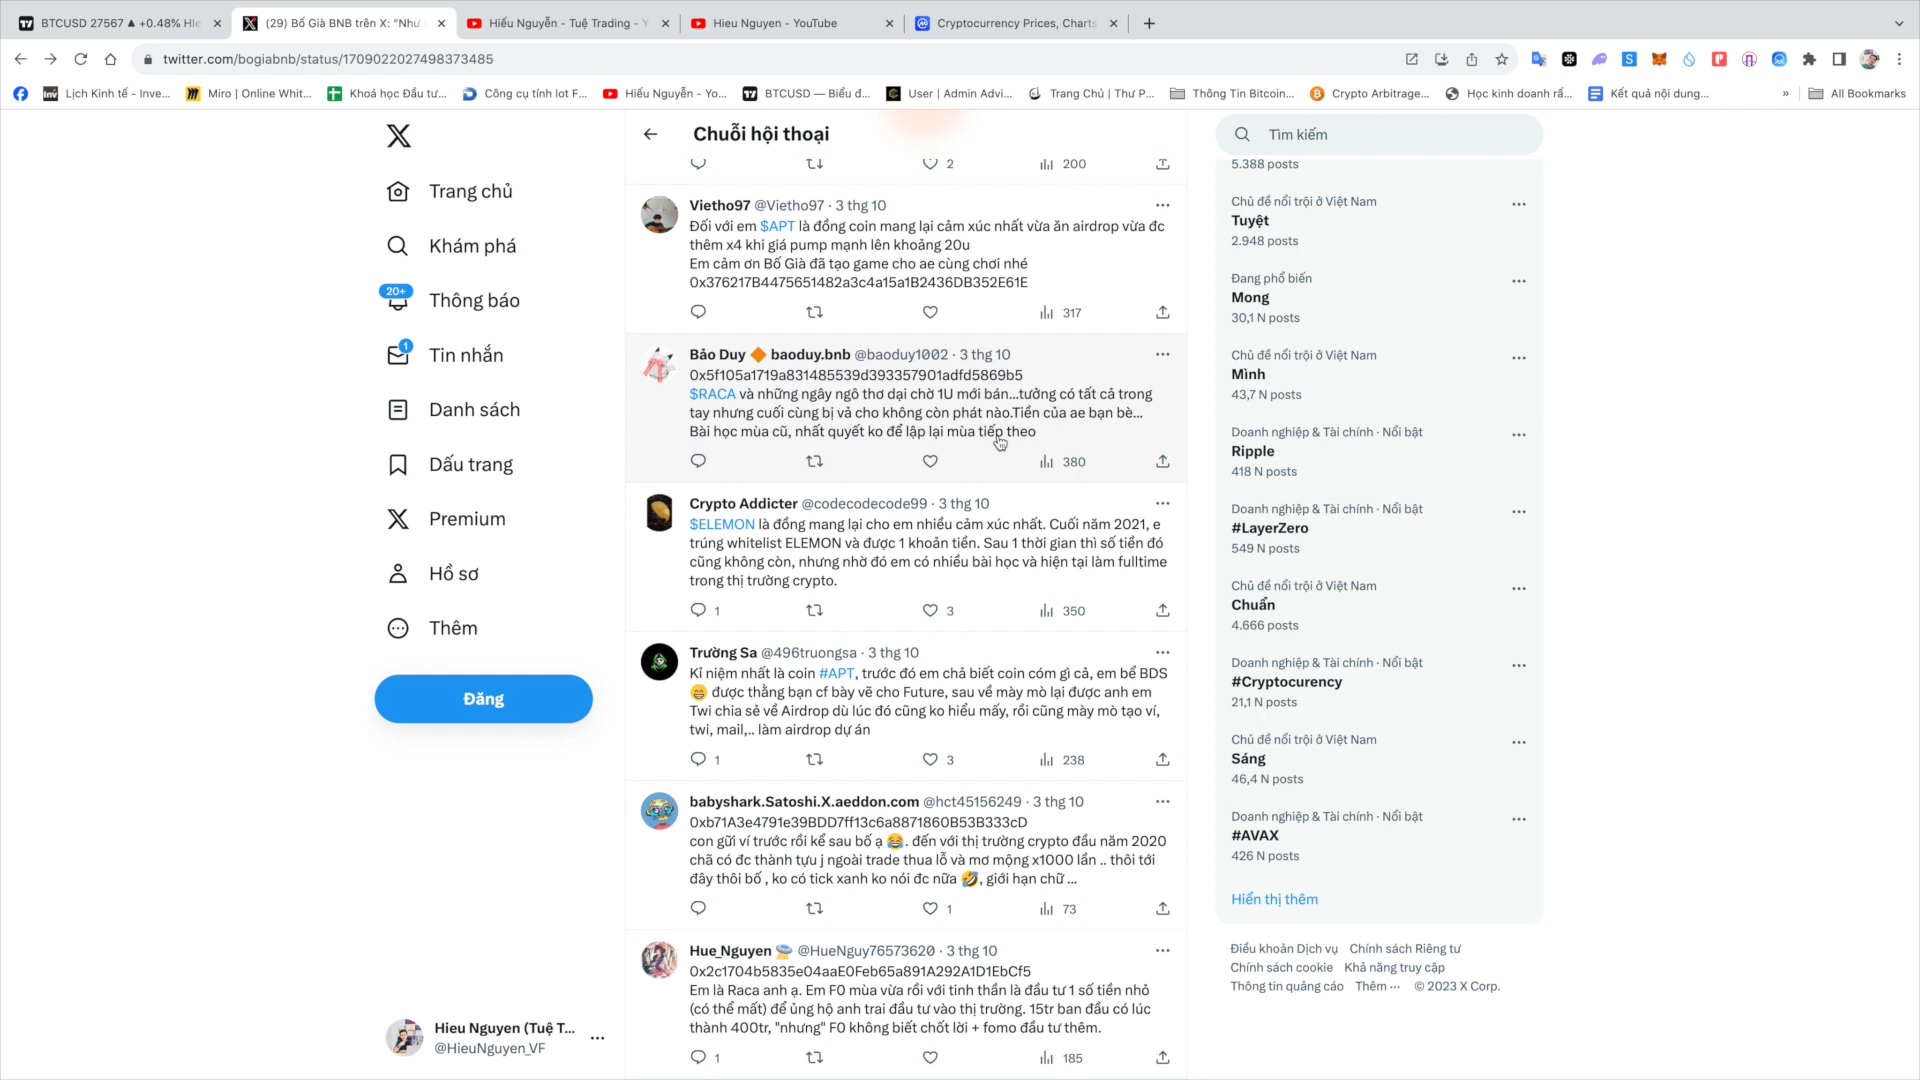 BTCUSD 27567 ▲ +0.48% Hie
(29) Bố Già BNB trên X: "Như
Hiếu Nguyễn - Tuệ Trading - Y
Hieu Nguyen - YouTube
Cryptocurrency Prices, Charts
twitter.com/bogiabnb/status/1709022027498373485
Lịch Kinh tế - Inve...
Miro | Online Whit...
Khoá học Đầu tư...
Công cụ tính lot F...
Hiếu Nguyễn - Yo...
BTCUSD — Biểu đ...
User | Admin Advi...
Trang Chủ | Thư P...
Thông Tin Bitcoin...
Crypto Arbitrage...
Học kinh doanh rấ...
Kết quả nội dung...
»
All Bookmarks
Trang chủ
Khám phá
20+
Thông báo
1
Tin nhắn
Danh sách
Dấu trang
Premium
Hồ sơ
Thêm
Đăng
Hieu Nguyen (Tuệ T...
@HieuNguyen_VF
Chuỗi hội thoại
2 200
Vietho97 @Vietho97 · 3 thg 10
Đối với em $APT là đồng coin mang lại cảm xúc nhất vừa ăn airdrop vừa đc
thêm x4 khi giá pump mạnh lên khoảng 20u
Em cảm ơn Bố Già đã tạo game cho ae cùng chơi nhé
0x376217B4475651482a3c4a15a1B2436DB352E61E
317
Bảo Duy 🔶 baoduy.bnb @baoduy1002 · 3 thg 10
0x5f105a1719a831485539d393357901adfd5869b5
$RACA và những ngây ngô thơ dại chờ 1U mới bán...tưởng có tất cả trong
tay nhưng cuối cùng bị vả cho không còn phát nào.Tiền của ae bạn bè...
Bài học mùa cũ, nhất quyết ko để lập lại mùa tiếp theo
380
Crypto Addicter @codecodecode99 · 3 thg 10
$ELEMON là đồng mang lại cho em nhiều cảm xúc nhất. Cuối năm 2021, e
trúng whitelist ELEMON và được 1 khoản tiền. Sau 1 thời gian thì số tiền đó
cũng không còn, nhưng nhờ đó em có nhiều bài học và hiện tại làm fulltime
trong thị trường crypto.
1 3 350
Trường Sa @496truongsa · 3 thg 10
Kỉ niệm nhất là coin #APT, trước đó em chả biết coin cóm gì cả, em bể BDS
😁 được thằng bạn cf bày vẽ cho Future, sau về mày mò lại được anh em
Twi chia sẻ về Airdrop dù lúc đó cũng ko hiểu mấy, rồi cũng mày mò tạo ví,
twi, mail,.. làm airdrop dự án
1 3 238
babyshark.Satoshi.X.aeddon.com @hct45156249 · 3 thg 10
0xb71A3e4791e39BDD7ff13c6a8871860B53B333cD
con gữi ví trước rồi kể sau bố ạ 😂. đến với thị trường crypto đầu năm 2020
chã có đc thành tựu j ngoài trade thua lỗ và mơ mộng x1000 lần .. thôi tới
đây thôi bố , ko có tick xanh ko nói đc nữa 🤣, giới hạn chữ ...
1 73
Hue_Nguyen @HueNguy76573620 · 3 thg 10
0x2c1704b5835e04aaE0Feb65a891A292A1D1EbCf5
Em là Raca anh ạ. Em F0 mùa vừa rồi với tinh thần là đầu tư 1 số tiền nhỏ
(có thể mất) để ủng hộ anh trai đầu tư vào thị trường. 15tr ban đầu có lúc
thành 400tr, "nhưng" F0 không biết chốt lời + fomo đầu tư thêm.
1 185
Tìm kiếm
5.388 posts
Chủ đề nổi trội ở Việt Nam
Tuyệt
2.948 posts
Đang phổ biến
Mong
30,1 N posts
Chủ đề nổi trội ở Việt Nam
Mình
43,7 N posts
Doanh nghiệp & Tài chính · Nổi bật
Ripple
418 N posts
Doanh nghiệp & Tài chính · Nổi bật
#LayerZero
549 N posts
Chủ đề nổi trội ở Việt Nam
Chuẩn
4.666 posts
Doanh nghiệp & Tài chính · Nổi bật
#Cryptocurency
21,1 N posts
Chủ đề nổi trội ở Việt Nam
Sáng
46,4 N posts
Doanh nghiệp & Tài chính · Nổi bật
#AVAX
426 N posts
Hiển thị thêm
Điều khoản Dịch vụ Chính sách Riêng tư
Chính sách cookie Khả năng truy cập
Thông tin quảng cáo Thêm ··· © 2023 X Corp.